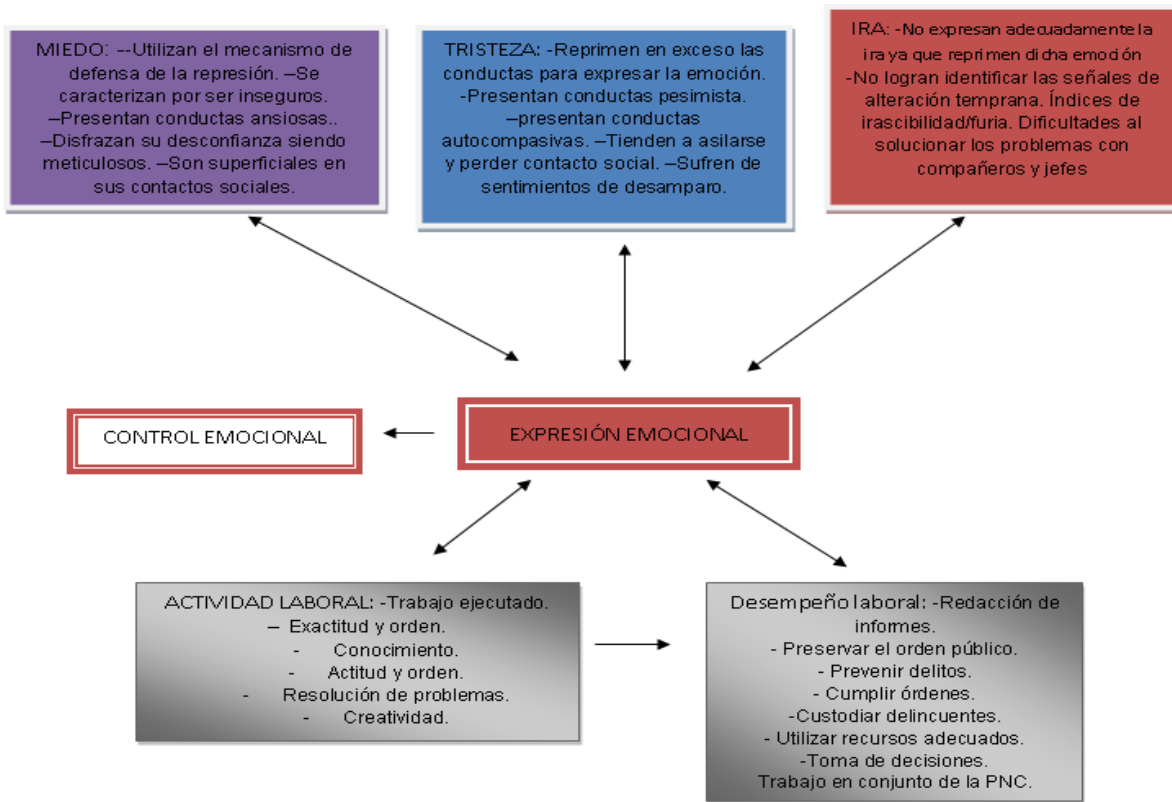 MIEDO: --Utilizan el mecanismo de
defensa de la represión. –Se
caracterizan por ser inseguros.
–Presentan conductas ansiosas..
–Disfrazan su desconfianza siendo
meticulosos. –Son superficiales en
sus contactos sociales.
TRISTEZA: -Reprimen en exceso las
conductas para expresar la emoción.
-Presentan conductas pesimista.
–presentan conductas
autocompasivas. –Tienden a asilarse
y perder contacto social. –Sufren de
sentimientos de desamparo.
IRA: -No expresan adecuadamente la
ira ya que reprimen dicha emoción
-No logran identificar las señales de
alteración temprana. Índices de
irascibilidad/furia. Dificultades al
solucionar los problemas con
compañeros y jefes
CONTROL EMOCIONAL
EXPRESIÓN EMOCIONAL
ACTIVIDAD LABORAL: -Trabajo ejecutado.
– Exactitud y orden.
- Conocimiento.
- Actitud y orden.
- Resolución de problemas.
- Creatividad.
Desempeño laboral: -Redacción de
informes.
- Preservar el orden público.
- Prevenir delitos.
- Cumplir órdenes.
-Custodiar delincuentes.
- Utilizar recursos adecuados.
-Toma de decisiones.
Trabajo en conjunto de la PNC.